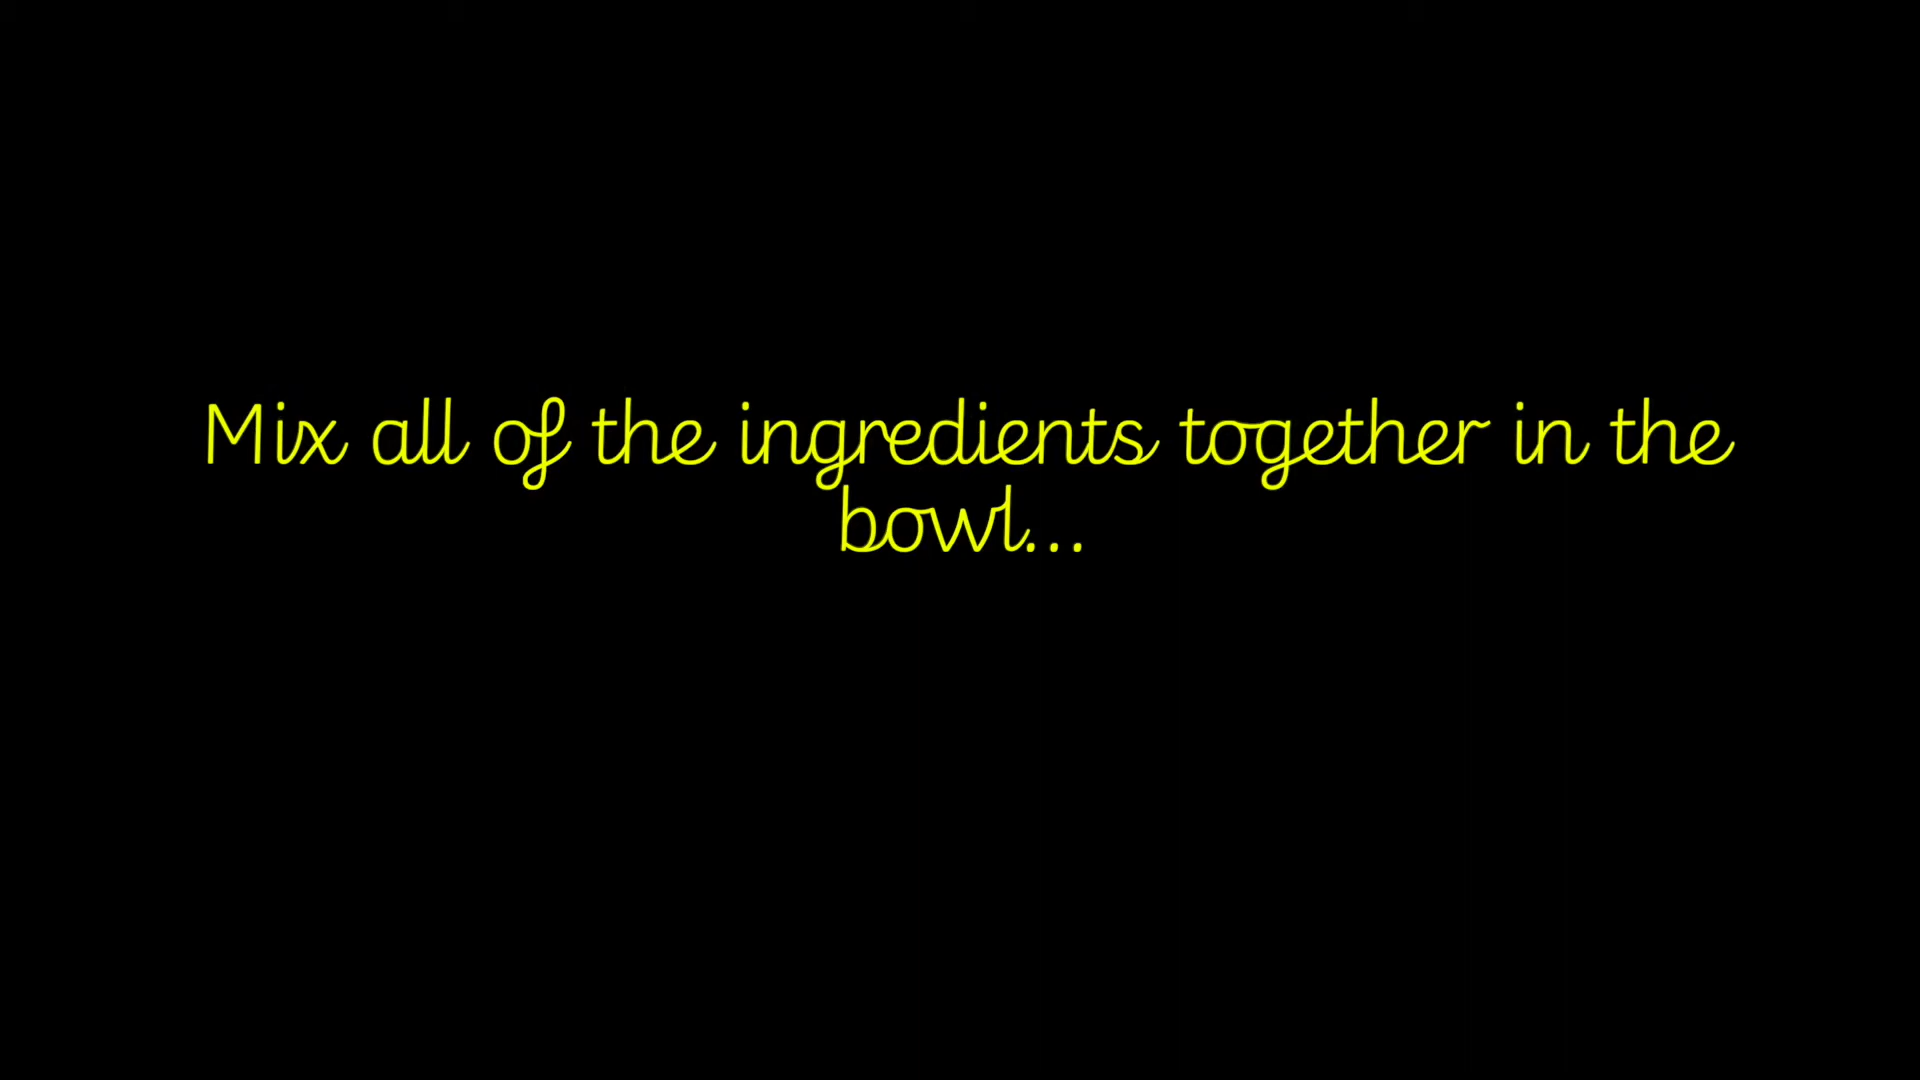 Mix all of the ingredients together in the
bowl...